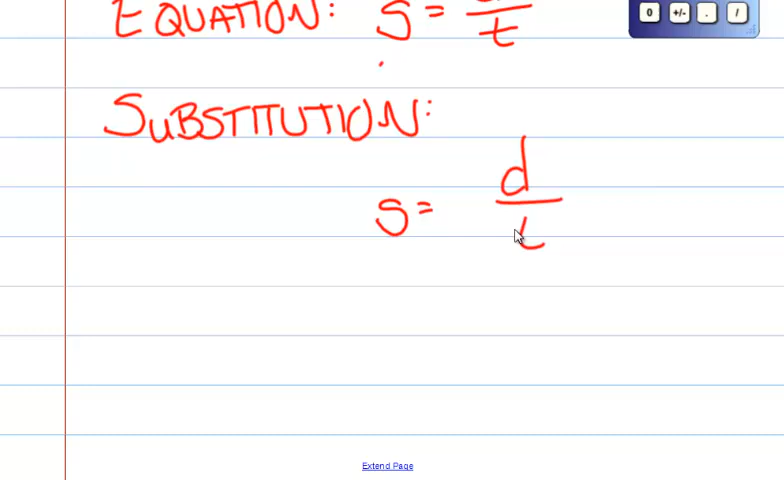 EQUATION: S = d/t
0 +/- . /
SUBSTITUTION:
S = d/t
Extend Page